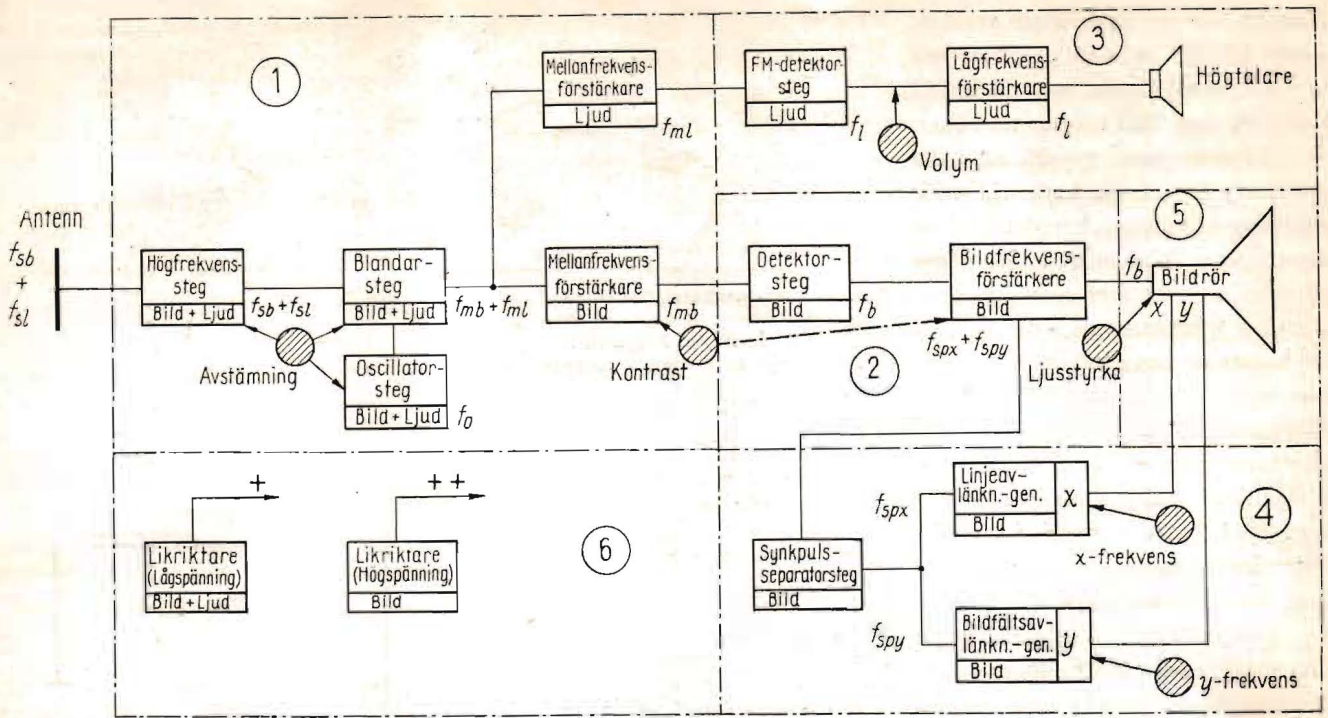 1
Mellanfrekvens-
förstärkare
Ljud
f_ml
FM-detektor-
steg
Ljud
f_l
Volym
Lågfrekvens-
förstärkare
Ljud
f_l
3
Högtalare
Antenn
f_sb
+
f_sl
Högfrekvens-
steg
Bild + Ljud
f_sb + f_sl
Avstämning
Blandar-
steg
Bild + Ljud
Oscillator-
steg
Bild + Ljud
f_o
f_mb + f_ml
Mellanfrekvens-
förstärkare
Bild
f_mb
Kontrast
Detektor-
steg
Bild
f_b
2
Bildfrekvens-
förstärkere
Bild
f_spx + f_spy
5
f_b
Bildrör
x y
Ljusstyrka
+
Likriktare
(Lågspänning)
Bild + Ljud
++
Likriktare
(Högspänning)
Bild
6
Synkpuls-
separatorsteg
Bild
f_spx
Linjeav-
länkn.-gen.
Bild
x
x-frekvens
4
f_spy
Bildfältsav-
länkn.-gen.
Bild
y
y-frekvens